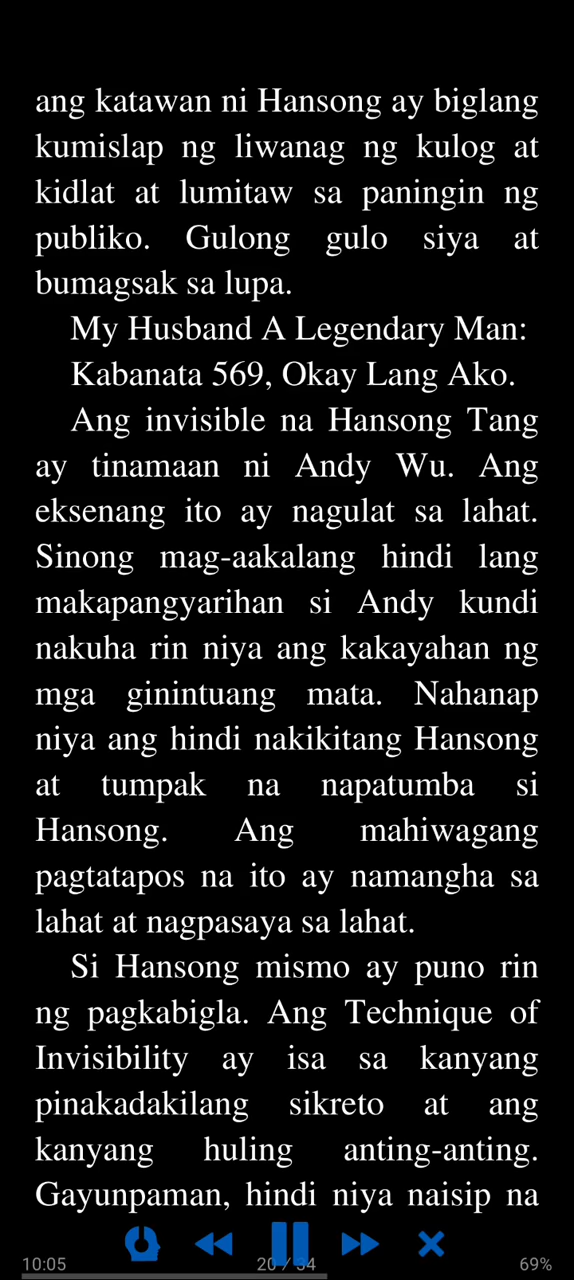 ang katawan ni Hansong ay biglang
kumislap ng liwanag ng kulog at
kidlat at lumitaw sa paningin ng
publiko. Gulong gulo siya at
bumagsak sa lupa.
My Husband A Legendary Man:
Kabanata 569, Okay Lang Ako.
Ang invisible na Hansong Tang
ay tinamaan ni Andy Wu. Ang
eksenang ito ay nagulat sa lahat.
Sinong mag-aakalang hindi lang
makapangyarihan si Andy kundi
nakuha rin niya ang kakayahan ng
mga ginintuang mata. Nahanap
niya ang hindi nakikitang Hansong
at tumpak na napatumba si
Hansong. Ang mahiwagang
pagtatapos na ito ay namangha sa
lahat at nagpasaya sa lahat.
Si Hansong mismo ay puno rin
ng pagkabigla. Ang Technique of
Invisibility ay isa sa kanyang
pinakadakilang sikreto at ang
kanyang huling anting-anting.
Gayunpaman, hindi niya naisip na
10:05 20 / 34 69%